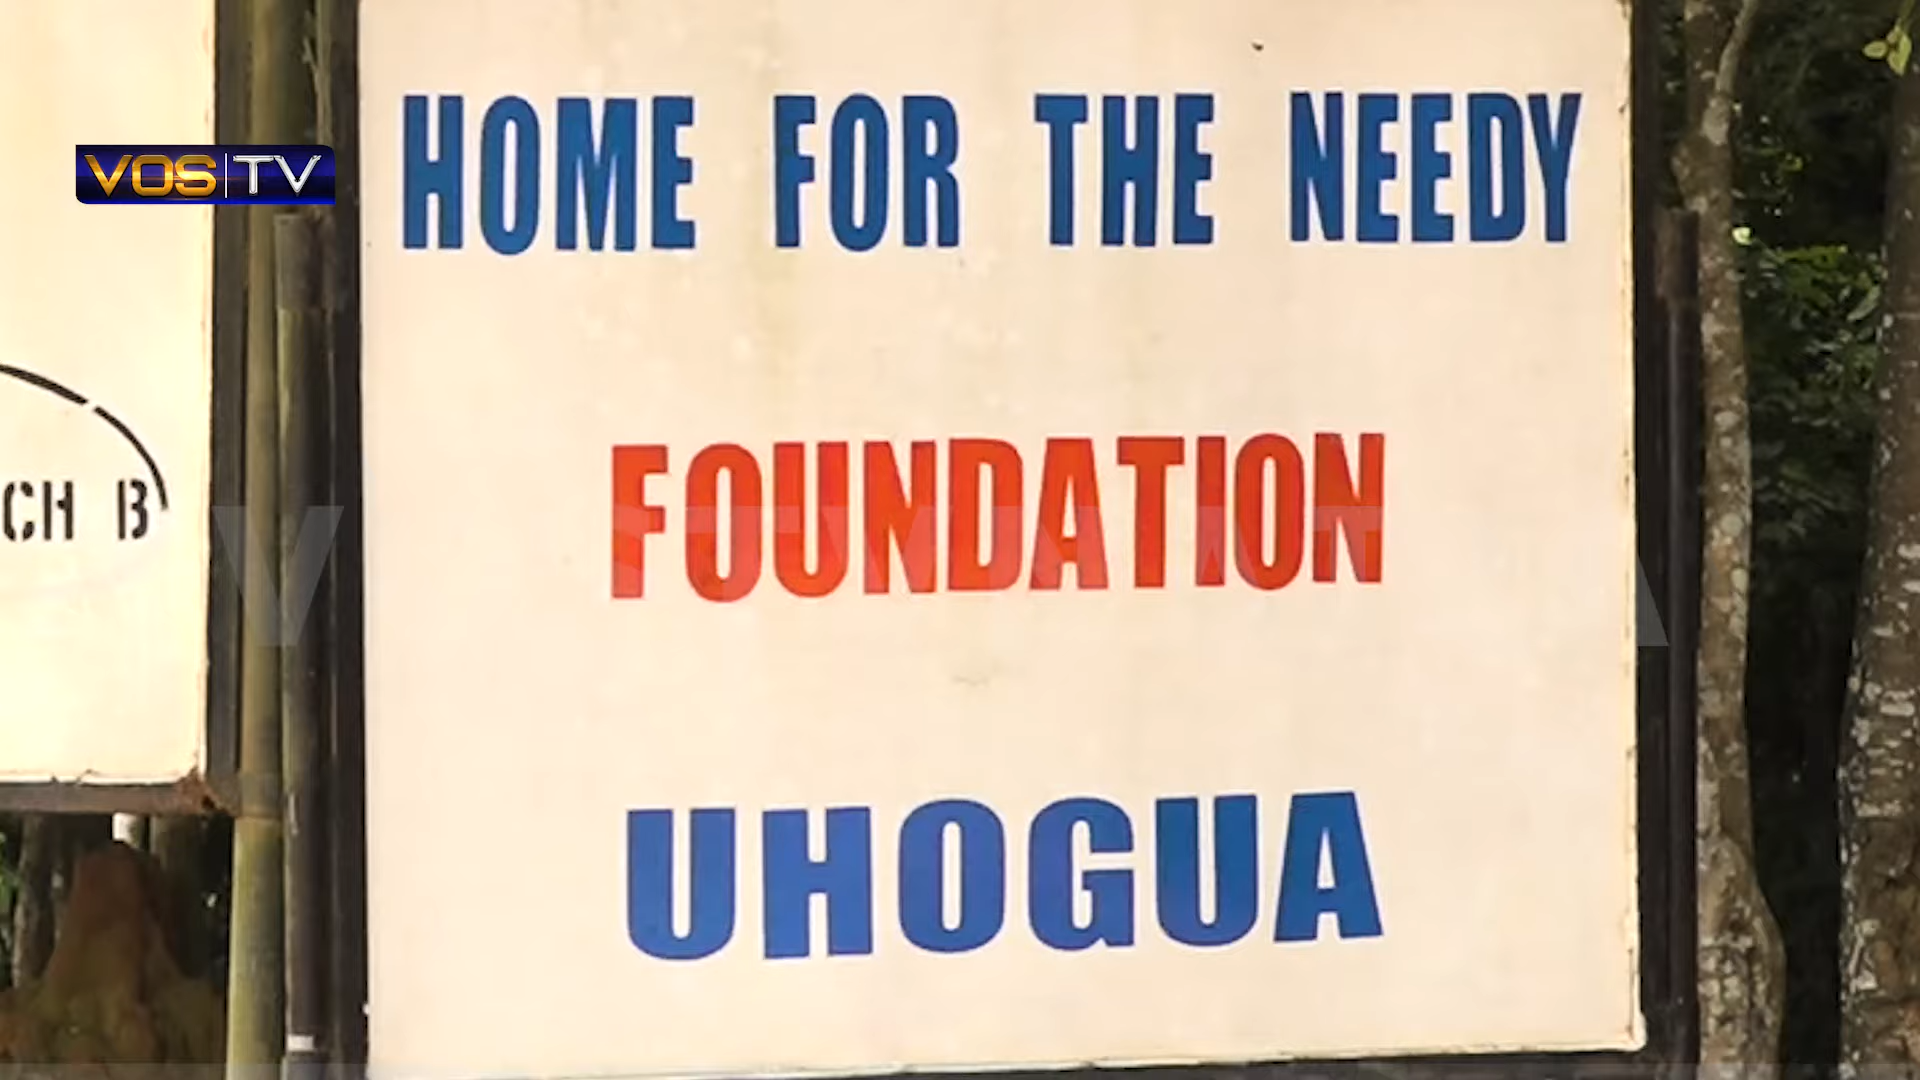 VOS TV
HOME FOR THE NEEDY
FOUNDATION
UHOGUA
CH B